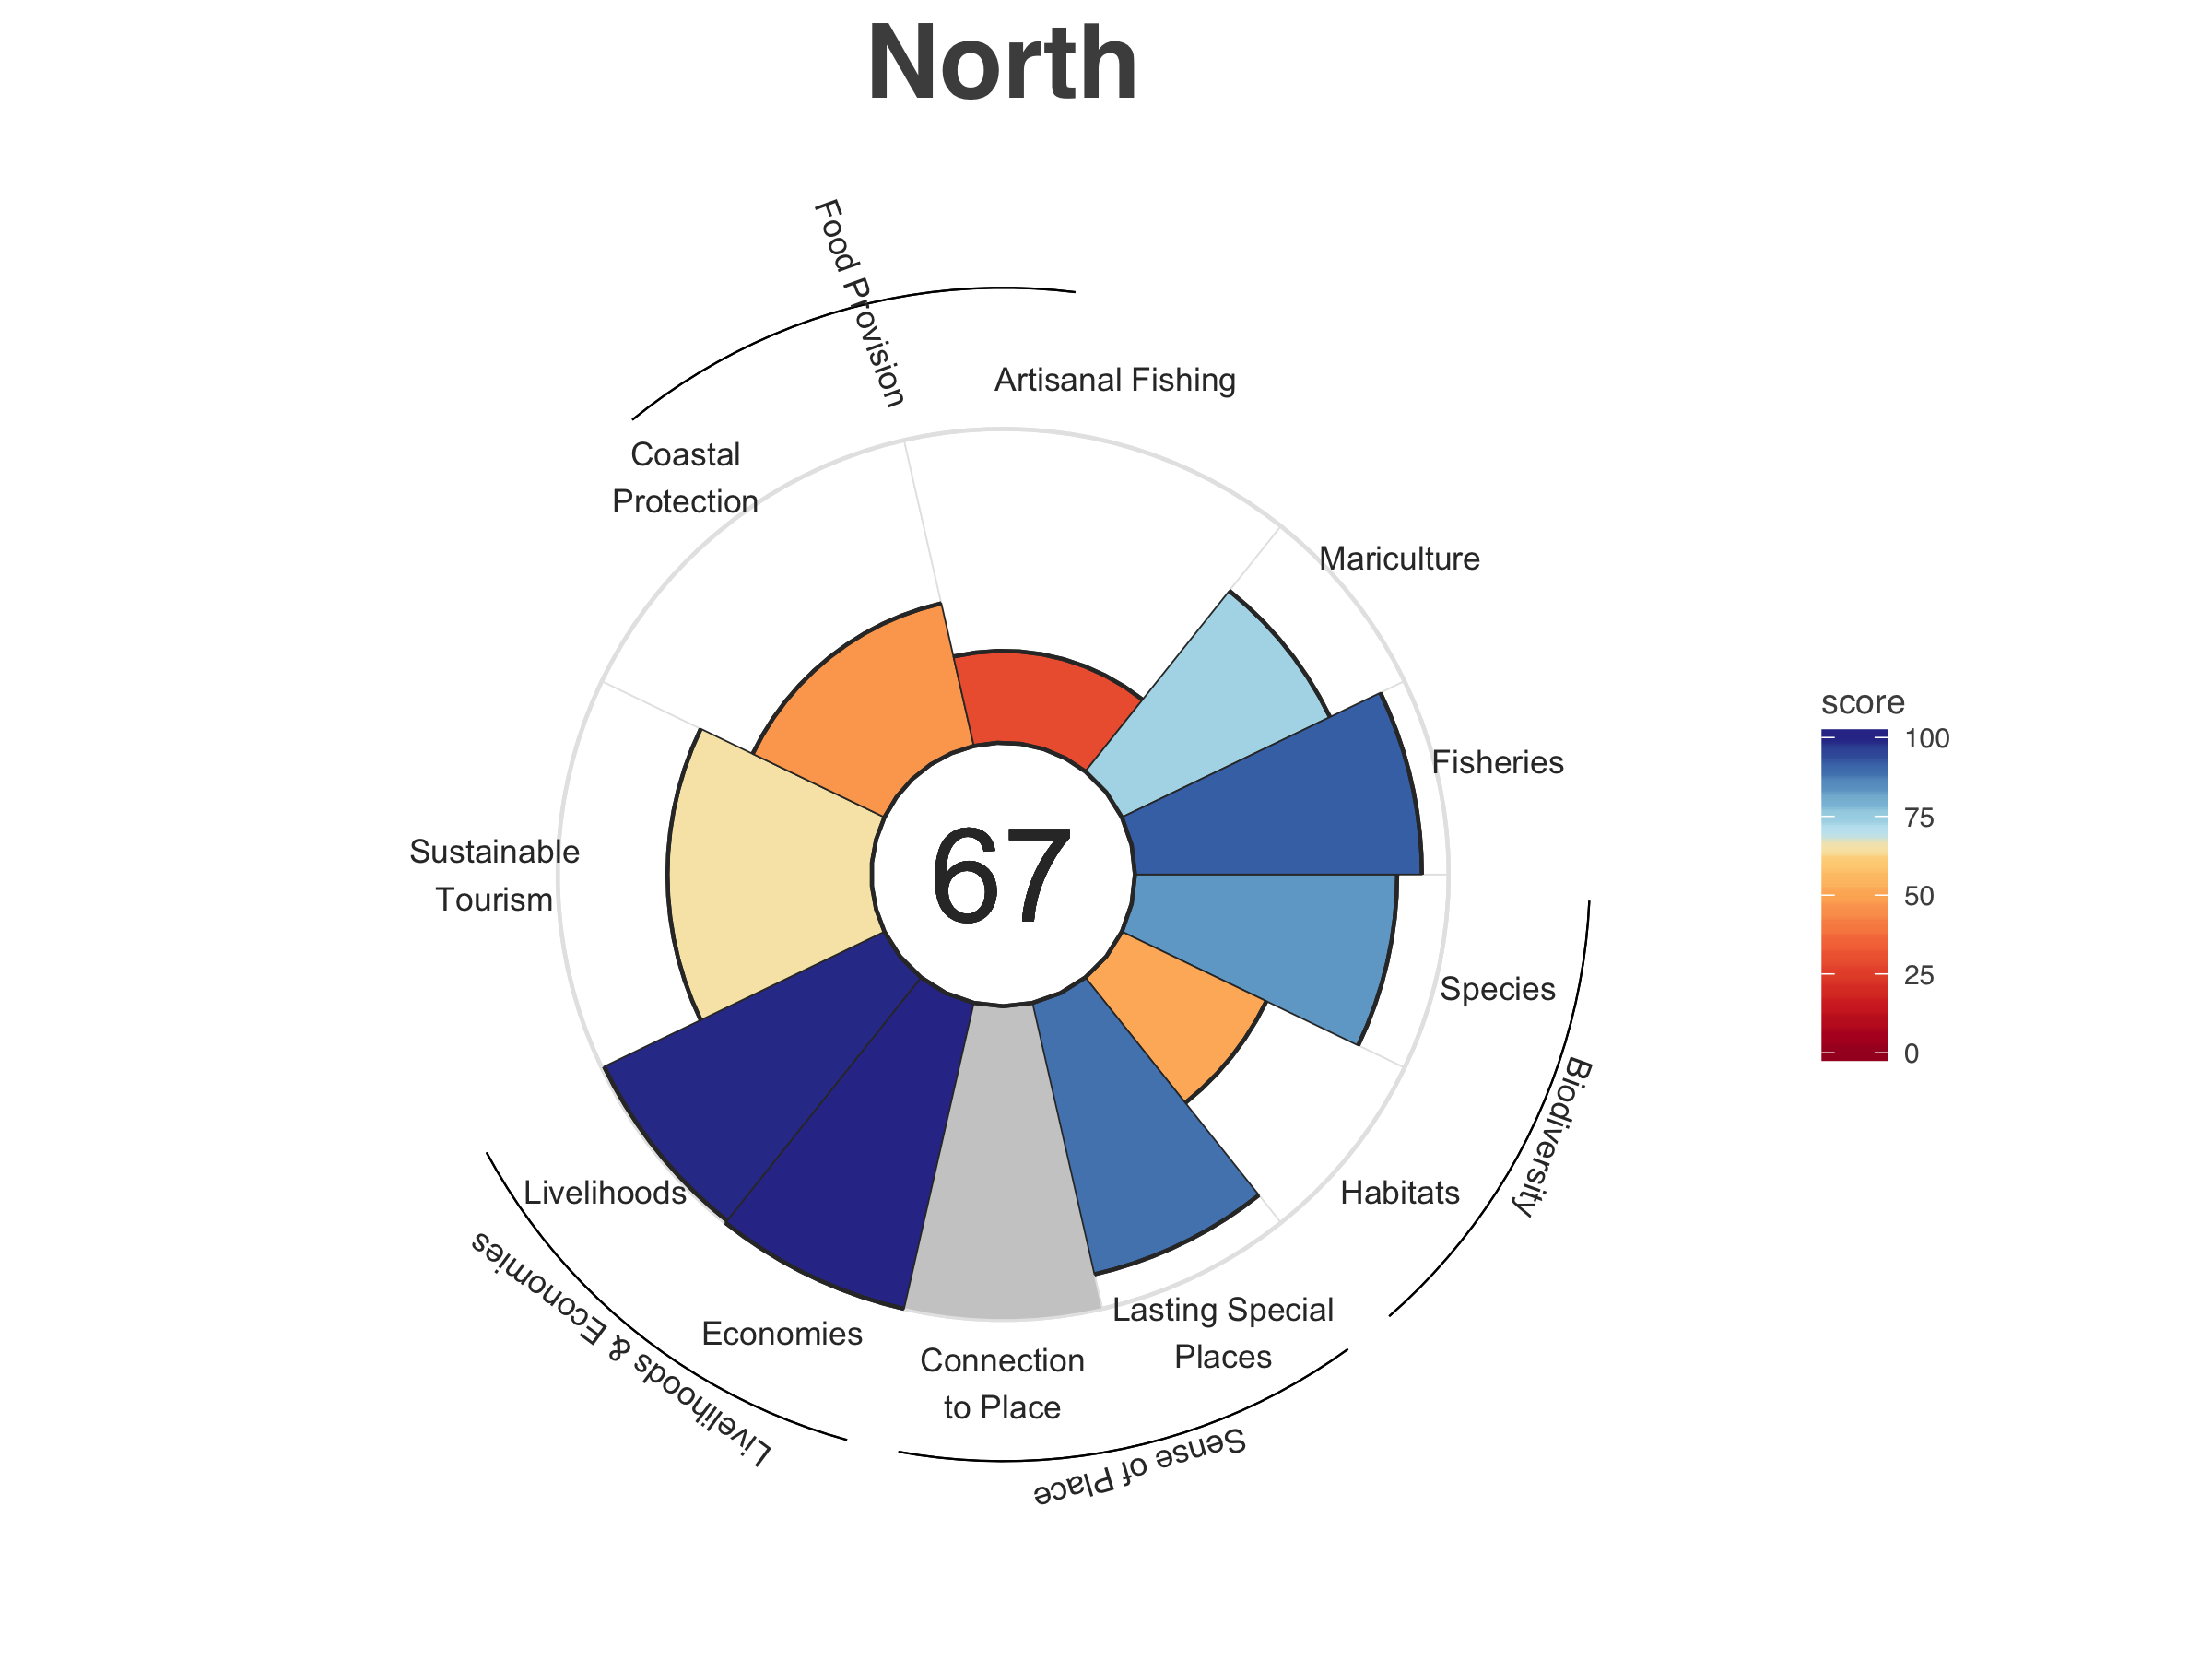 North
Food Provision
Artisanal Fishing
Coastal
Protection
Mariculture
Fisheries
score
100
75
50
25
0
67
Sustainable
Tourism
Species
Biodiversity
Livelihoods
Habitats
Livelihoods & Economies
Economies
Lasting Special
Places
Connection
to Place
Sense of Place